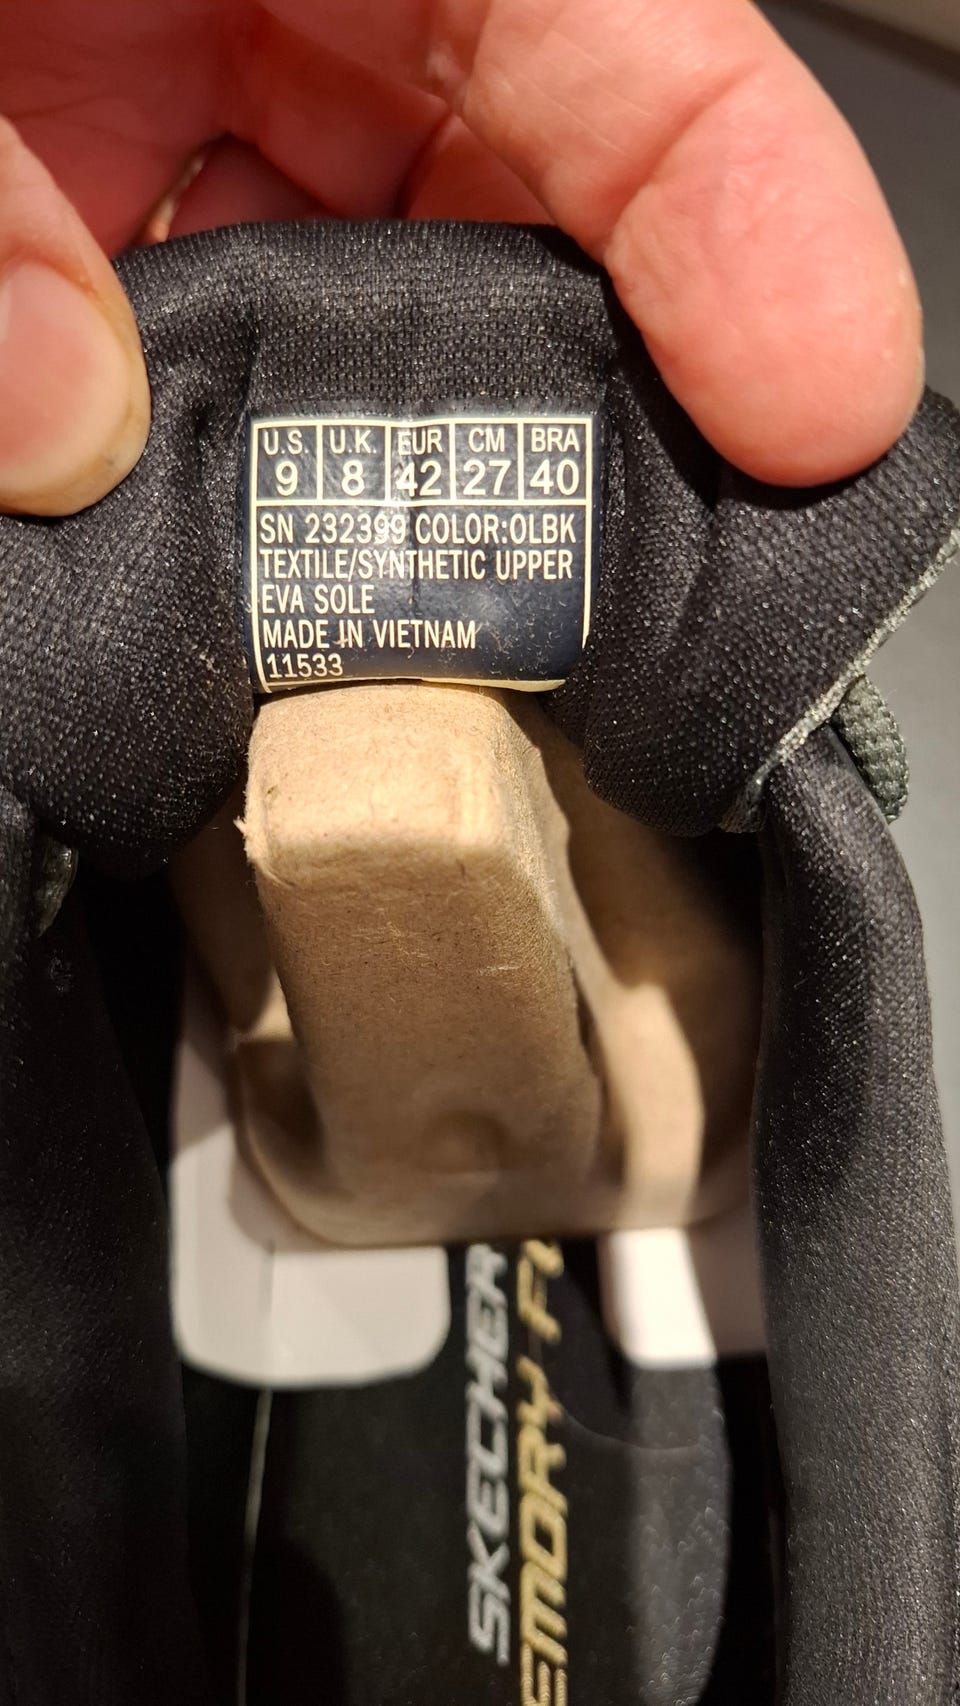 U.S. U.K. EUR CM BRA
9 8 42 27 40
SN 232399 COLOR:OLBK
TEXTILE/SYNTHETIC UPPER
EVA SOLE
MADE IN VIETNAM
11533
SKECHER
EMORY FO